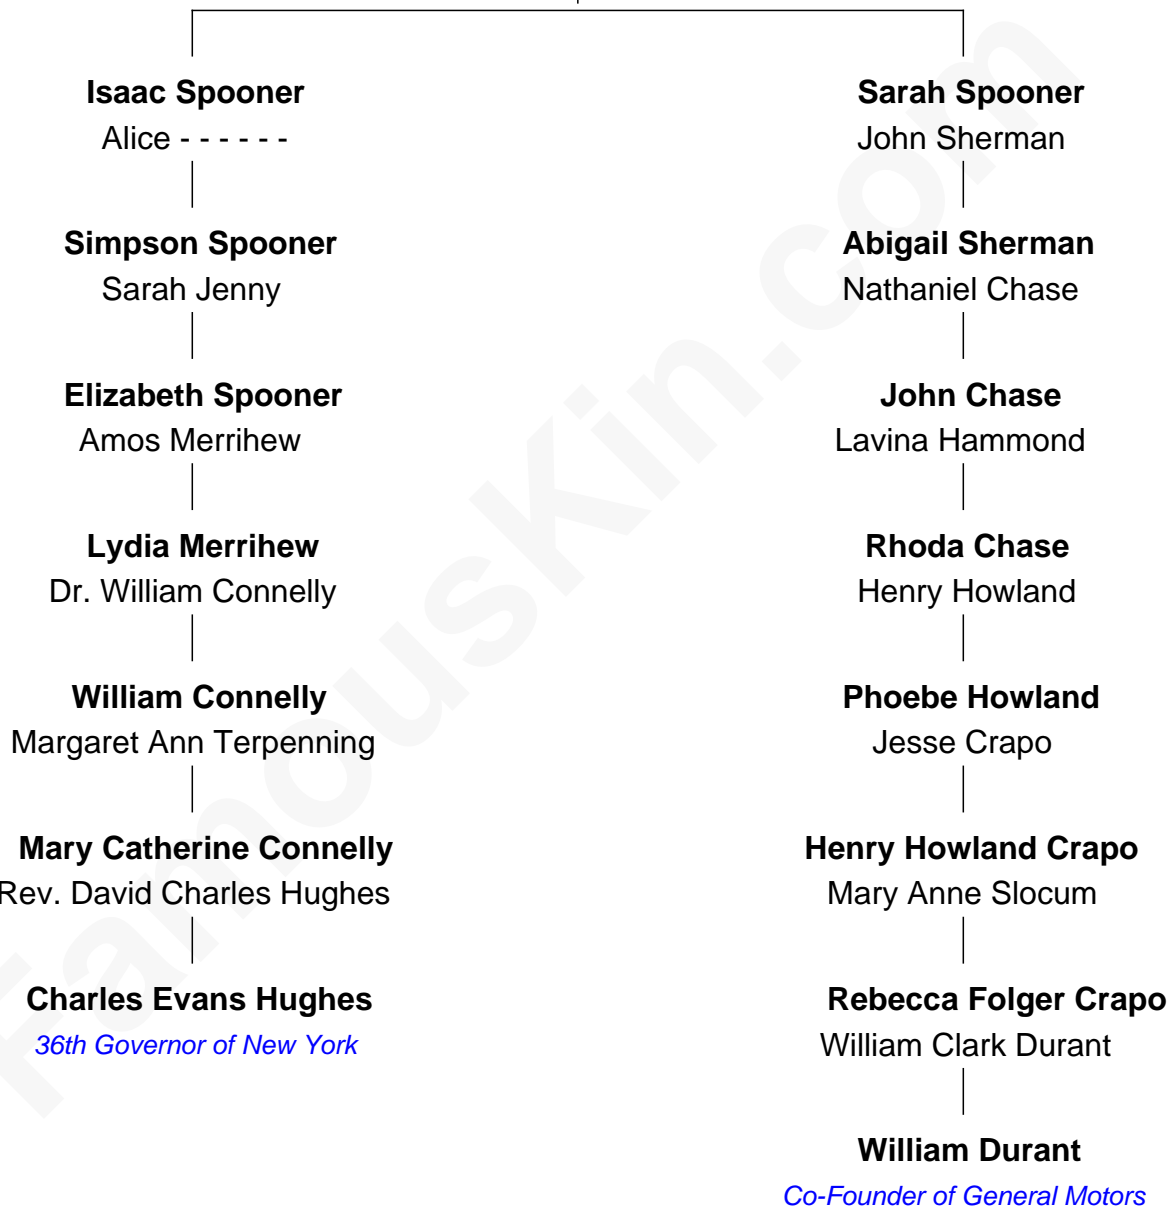 Isaac Spooner
Alice - - - - - -
Sarah Spooner
John Sherman
Simpson Spooner
Sarah Jenny
Abigail Sherman
Nathaniel Chase
Elizabeth Spooner
Amos Merrihew
John Chase
Lavina Hammond
Lydia Merrihew
Dr. William Connelly
Rhoda Chase
Henry Howland
William Connelly
Margaret Ann Terpenning
Phoebe Howland
Jesse Crapo
Mary Catherine Connelly
Rev. David Charles Hughes
Henry Howland Crapo
Mary Anne Slocum
Charles Evans Hughes
36th Governor of New York
Rebecca Folger Crapo
William Clark Durant
William Durant
Co-Founder of General Motors
FamousKin.com